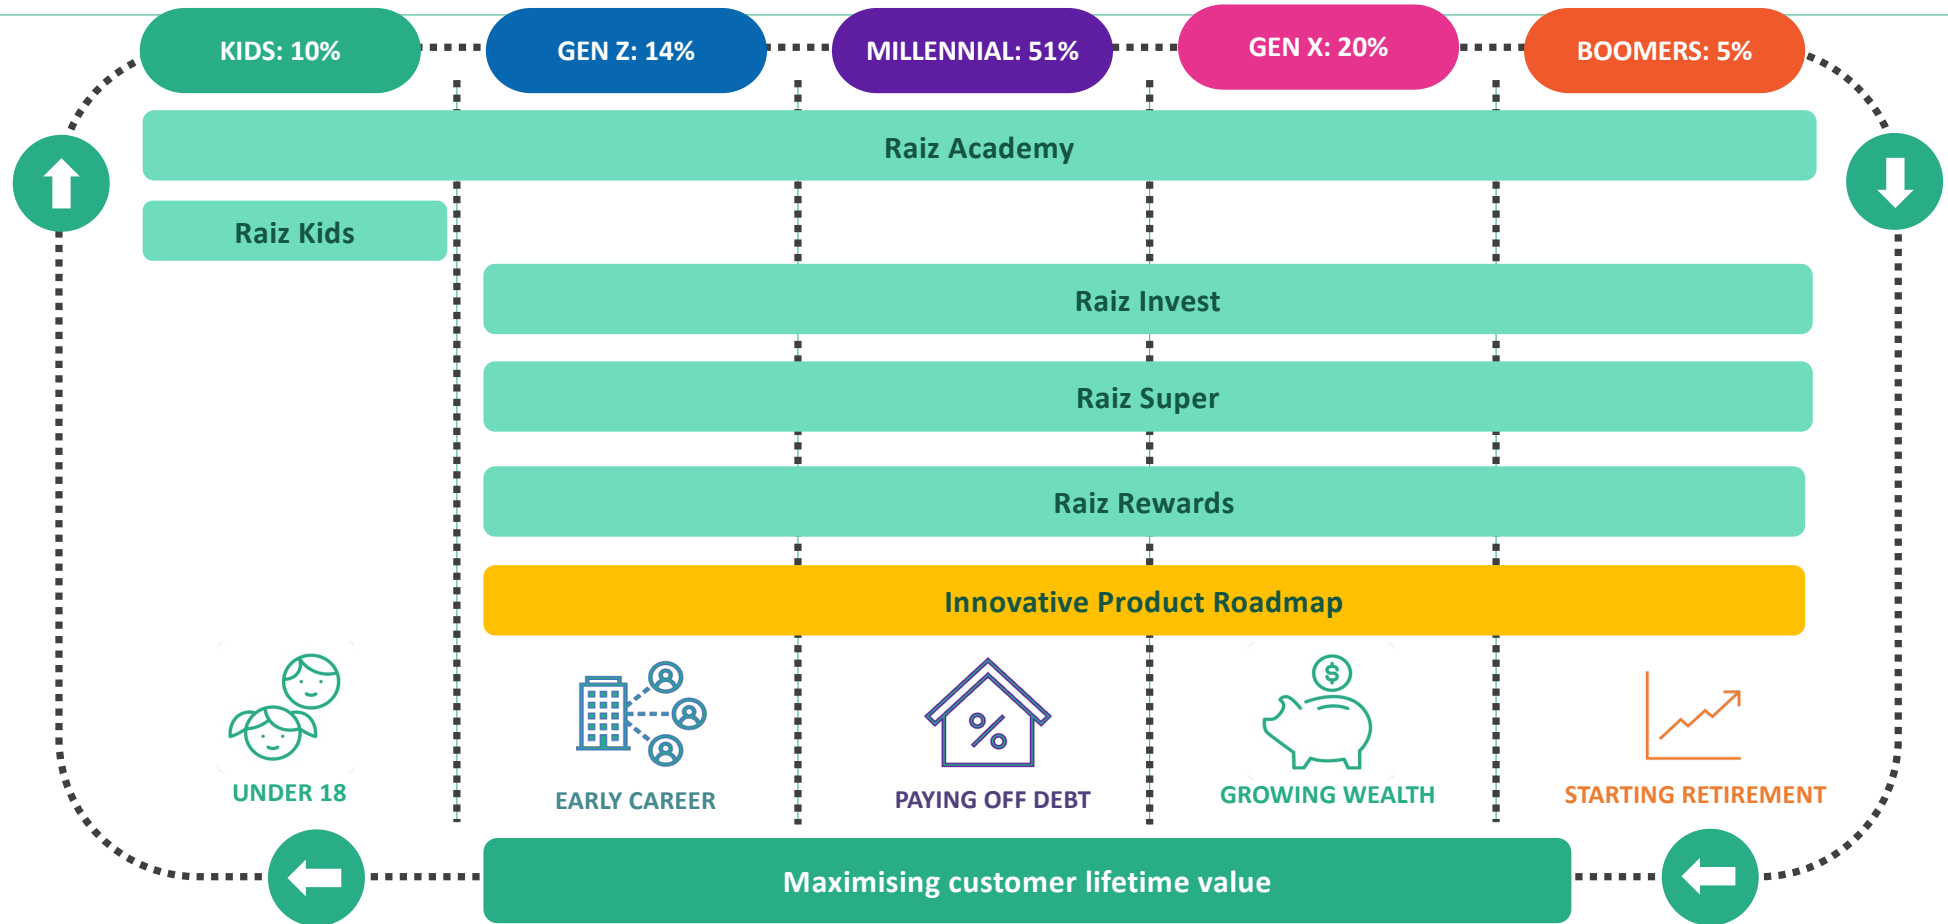 KIDS: 10%
GEN Z: 14%
MILLENNIAL: 51%
GEN X: 20%
BOOMERS: 5%
Raiz Academy
Raiz Kids
Raiz Invest
Raiz Super
Raiz Rewards
Innovative Product Roadmap
%
$
UNDER 18
EARLY CAREER
PAYING OFF DEBT
GROWING WEALTH
STARTING RETIREMENT
Maximising customer lifetime value